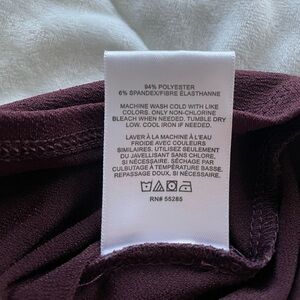 94% POLYESTER
6% SPANDEX/FIBRE ÉLASTHANNE
MACHINE WASH COLD WITH LIKE
COLORS. ONLY NON-CHLORINE
BLEACH WHEN NEEDED. TUMBLE DRY
LOW. COOL IRON IF NEEDED.
LAVER À LA MACHINE À L'EAU
FROIDE AVEC COULEURS
SIMILAIRES. UTILISEZ SEULEMENT
DU JAVELLISANT SANS CHLORE,
SI NÉCESSAIRE. SÉCHAGE PAR
CULBUTAGE À TEMPÉRATURE BASSE.
REPASSAGE DOUX, SI NÉCESSAIRE.
RN# 55285